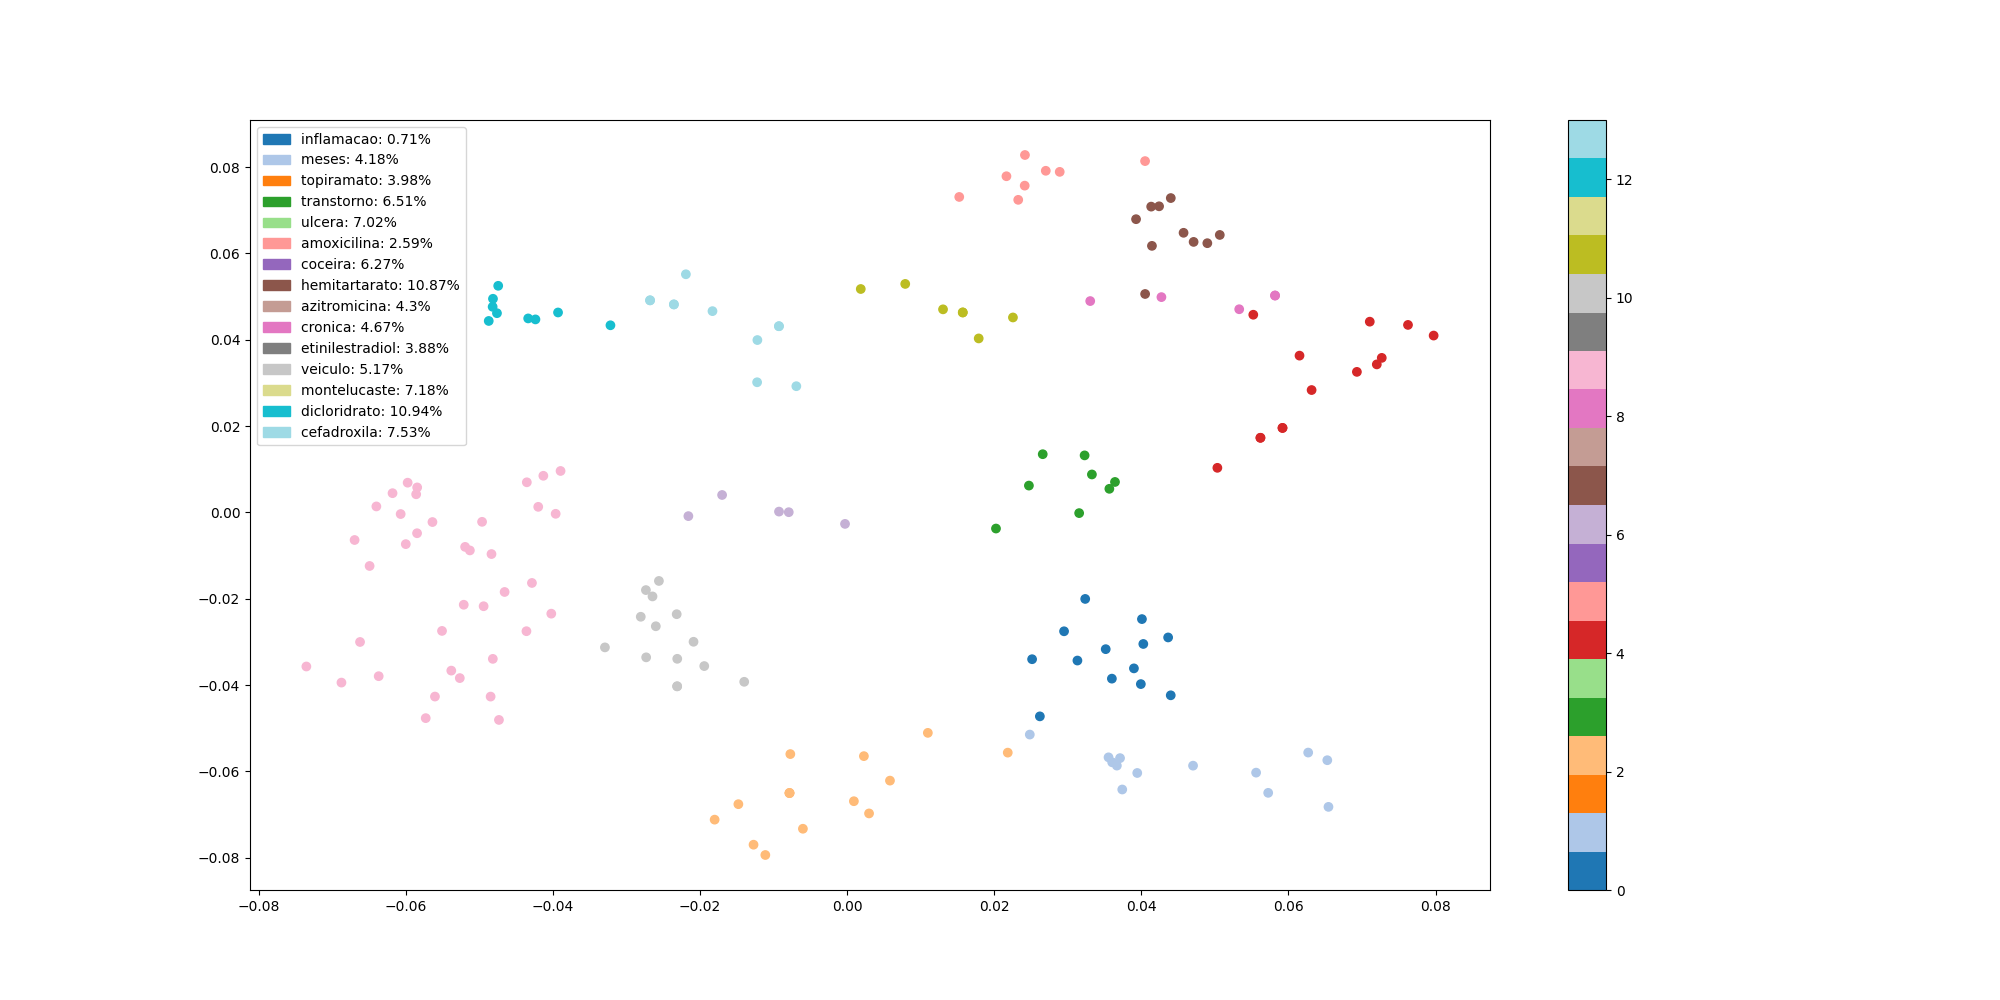 inflamacao: 0.71%
meses: 4.18%
topiramato: 3.98%
transtorno: 6.51%
ulcera: 7.02%
amoxicilina: 2.59%
coceira: 6.27%
hemitartarato: 10.87%
azitromicina: 4.3%
cronica: 4.67%
etinilestradiol: 3.88%
veiculo: 5.17%
montelucaste: 7.18%
dicloridrato: 10.94%
cefadroxila: 7.53%
0.08
0.06
0.04
0.02
0.00
−0.02
−0.04
−0.06
−0.08
−0.08 −0.06 −0.04 −0.02 0.00 0.02 0.04 0.06 0.08
12
10
8
6
4
2
0